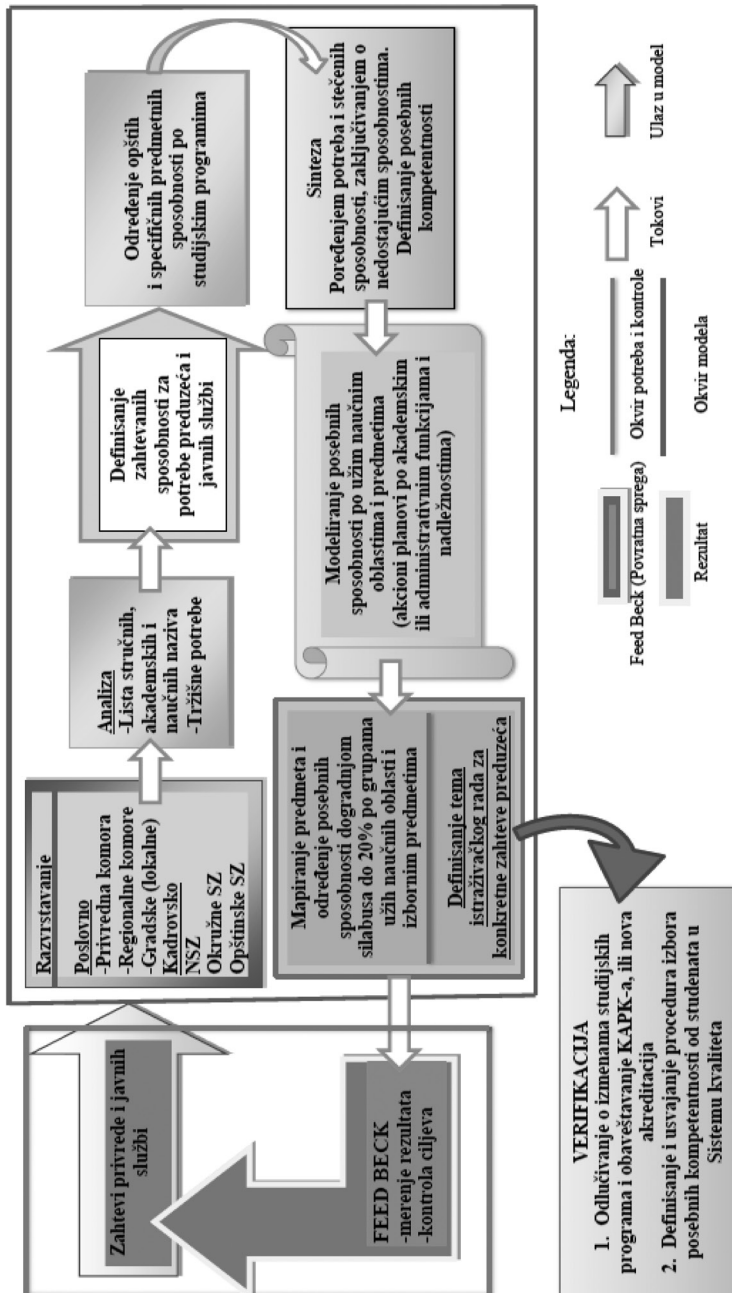 Zahtevi privrede i javnih
službi
Razvrstavanje
Poslovno
-Privredna komora
-Regionalne komore
-Gradske (lokalne)
Kadrovsko
NSZ
Okružne SZ
Opštinske SZ
Analiza
-Lista stručnih,
akademskih i
naučnih naziva
-Tržišne potrebe
Definisanje
zahtevanih
sposobnosti za
potrebe preduzeća i
javnih službi
Određenje opštih
i specifičnih predmetnih
sposobnosti po
studijskim programima
Sinteza
Poređenjem potreba i stečenih
sposobnosti, zaključivanjem o
nedostajućim sposobnostima.
Definisanje posebnih
kompetentnosti
Modeliranje posebnih
sposobnosti po užim naučnim
oblastima i predmetima
(akcioni planovi po akademskim
ili administrativnim funkcijama i
nadležnostima)
Mapiranje predmeta i
određenje posebnih
sposobnosti dogradnjom
silabusa do 20% po grupama
užih naučnih oblasti i
izbornim predmetima
Definisanje tema
istraživačkog rada za
konkretne zahteve preduzeća
FEED BECK
-merenje rezultata
-kontrola ciljeva
VERIFIKACIJA
1. Odlučivanje o izmenama studijskih
programa i obaveštavanje KAPK-a, ili nova
akreditacija
2. Definisanje i usvajanje procedura izbora
posebnih kompetentnosti od studenata u
Sistemu kvaliteta
Legenda:
Feed Beck (Povratna sprega)
Okvir potreba i kontrole
Tokovi
Ulaz u model
Rezultat
Okvir modela